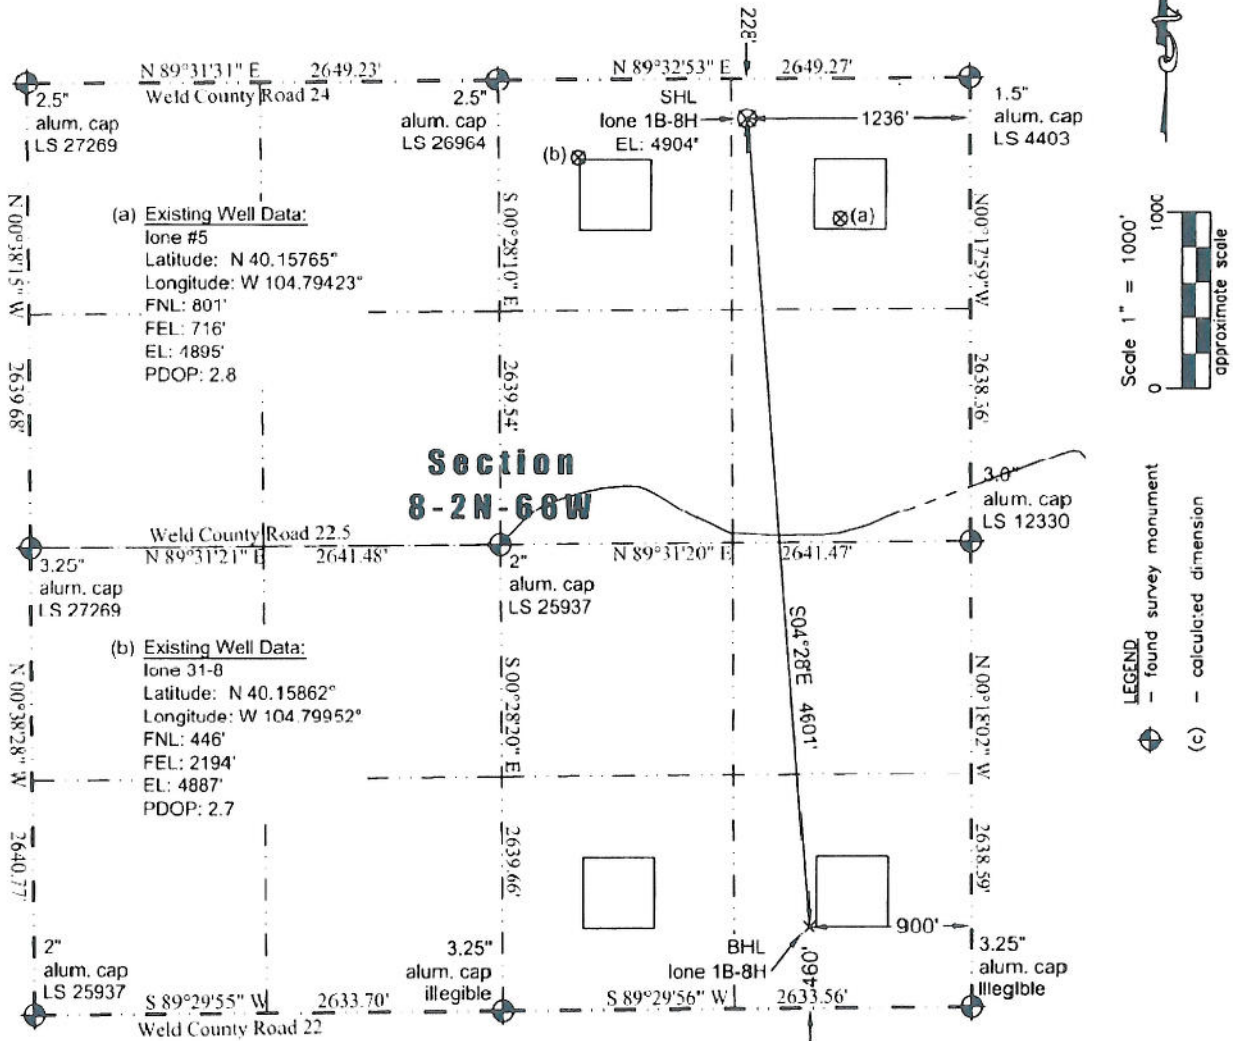 228'
N 89°31'31" E 2649.23'
Weld County Road 24
N 89°32'53" E 2649.27'
2.5"
alum. cap
LS 27269
2.5"
alum. cap
LS 26964
SHL
Ione 1B-8H
EL: 4904'
1236'
1.5"
alum. cap
LS 4403
(b)
(a)
(a) Existing Well Data:
Ione #5
Latitude: N 40.15765°
Longitude: W 104.79423°
FNL: 801'
FEL: 716'
EL: 4895'
PDOP: 2.8
N 00°38'15" W 2639.68'
S 00°28'10" E 2639.54'
N00°17'59"W 2638.56'
Section
8-2N-66W
3.0"
alum. cap
LS 12330
Weld County Road 22.5
N 89°31'21" E 2641.48'
N 89°31'20" E 2641.47'
3.25"
alum. cap
LS 27269
2"
alum. cap
LS 25937
S04°28'E 4601'
(b) Existing Well Data:
Ione 31-8
Latitude: N 40.15862°
Longitude: W 104.79952°
FNL: 446'
FEL: 2194'
EL: 4887'
PDOP: 2.7
N 00°38'28" W 2640.77'
S 00°28'20" E 2639.66'
N 00°18'02" W 2638.59'
900'
2"
alum. cap
LS 25937
3.25"
alum. cap
illegible
BHL
Ione 1B-8H
460'
3.25"
alum. cap
illegible
S 89°29'55" W 2633.70'
Weld County Road 22
S 89°29'56" W 2633.56'
Scale 1" = 1000'
0 1000
approximate scale
LEGEND
- found survey monument
(c) - calculated dimension